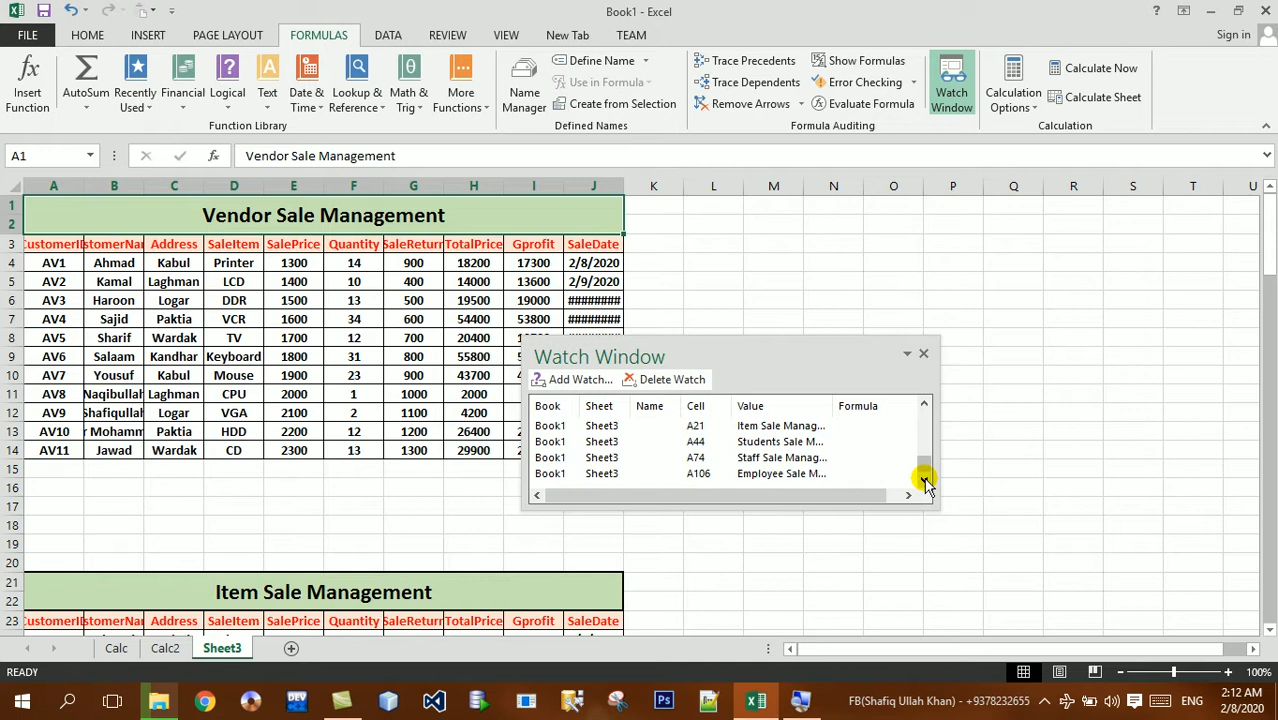 Book1 - Excel
?
FILE HOME INSERT PAGE LAYOUT FORMULAS DATA REVIEW VIEW New Tab TEAM Sign in
Insert Function
AutoSum
Recently Used
Financial
Logical
Text
Date & Time
Lookup & Reference
Math & Trig
More Functions
Function Library
Name Manager
Define Name
Use in Formula
Create from Selection
Defined Names
Trace Precedents
Trace Dependents
Remove Arrows
Show Formulas
Error Checking
Evaluate Formula
Formula Auditing
Watch Window
Calculation Options
Calculate Now
Calculate Sheet
Calculation
A1 fx Vendor Sale Management
A B C D E F G H I J K L M N O P Q R S T U
1 Vendor Sale Management
2
3 CustomerID stomerNam Address SaleItem SalePrice Quantity SaleReturn TotalPrice Gprofit SaleDate
4 AV1 Ahmad Kabul Printer 1300 14 900 18200 17300 2/8/2020
5 AV2 Kamal Laghman LCD 1400 10 400 14000 13600 2/9/2020
6 AV3 Haroon Logar DDR 1500 13 500 19500 19000 ########
7 AV4 Sajid Paktia VCR 1600 34 600 54400 53800 ########
8 AV5 Sharif Wardak TV 1700 12 700 20400
9 AV6 Salaam Kandhar Keyboard 1800 31 800 55800
10 AV7 Yousuf Kabul Mouse 1900 23 900 43700
11 AV8 Naqibullah Laghman CPU 2000 1 1000 2000
12 AV9 Shafiqullah Logar VGA 2100 2 1100 4200
13 AV10 r Mohamm Paktia HDD 2200 12 1200 26400
14 AV11 Jawad Wardak CD 2300 13 1300 29900
15
16
17
18
19
20
21 Item Sale Management
22
23 CustomerID stomerNam Address SaleItem SalePrice Quantity SaleReturn TotalPrice Gprofit SaleDate
Watch Window
Add Watch... Delete Watch
Book Sheet Name Cell Value Formula
Book1 Sheet3 A21 Item Sale Manag...
Book1 Sheet3 A44 Students Sale M...
Book1 Sheet3 A74 Staff Sale Manag...
Book1 Sheet3 A106 Employee Sale M...
Calc Calc2 Sheet3
READY 100%
FB(Shafiq Ullah Khan) - +9378232655 ENG 2:12 AM
2/8/2020